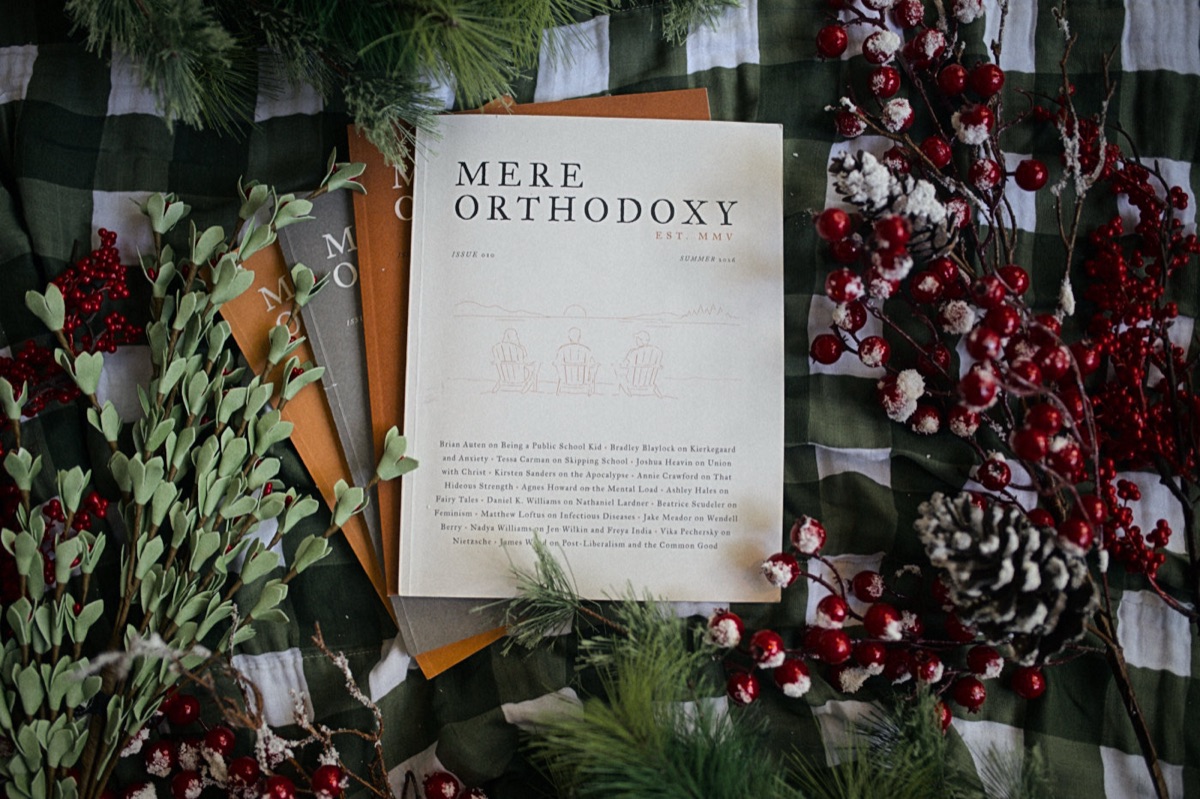 MERE
ORTHODOXY
EST. MMV
ISSUE 019 SUMMER 2026
Brian Auten on Being a Public School Kid · Bradley Blaylock on Kierkegaard
and Anxiety · Tessa Carman on Skipping School · Joshua Heavin on Union
with Christ · Kirsten Sanders on the Apocalypse · Annie Crawford on That
Hideous Strength · Agnes Howard on the Mental Load · Ashley Hales on
Fairy Tales · Daniel K. Williams on Nathaniel Lardner · Beatrice Scudeler on
Feminism · Matthew Loftus on Infectious Diseases · Jake Meador on Wendell
Berry · Nadya Williams on Jen Wilkin and Freya India · Vika Pechersky on
Nietzsche · James Wood on Post-Liberalism and the Common Good
M
O
M
O
M
O